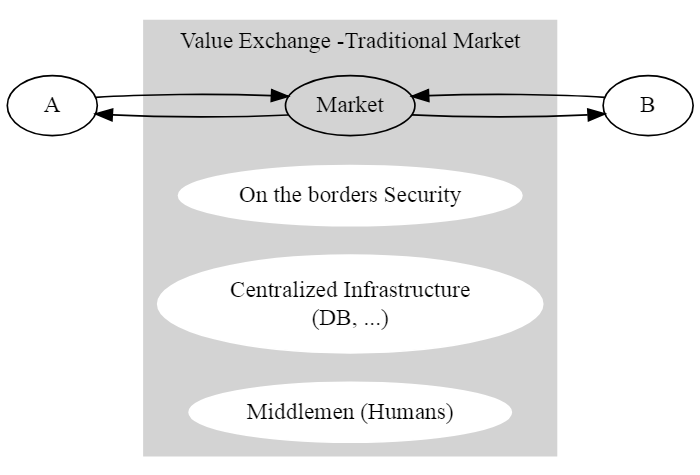 Value Exchange -Traditional Market
A
Market
B
On the borders Security
Centralized Infrastructure
(DB, ...)
Middlemen (Humans)